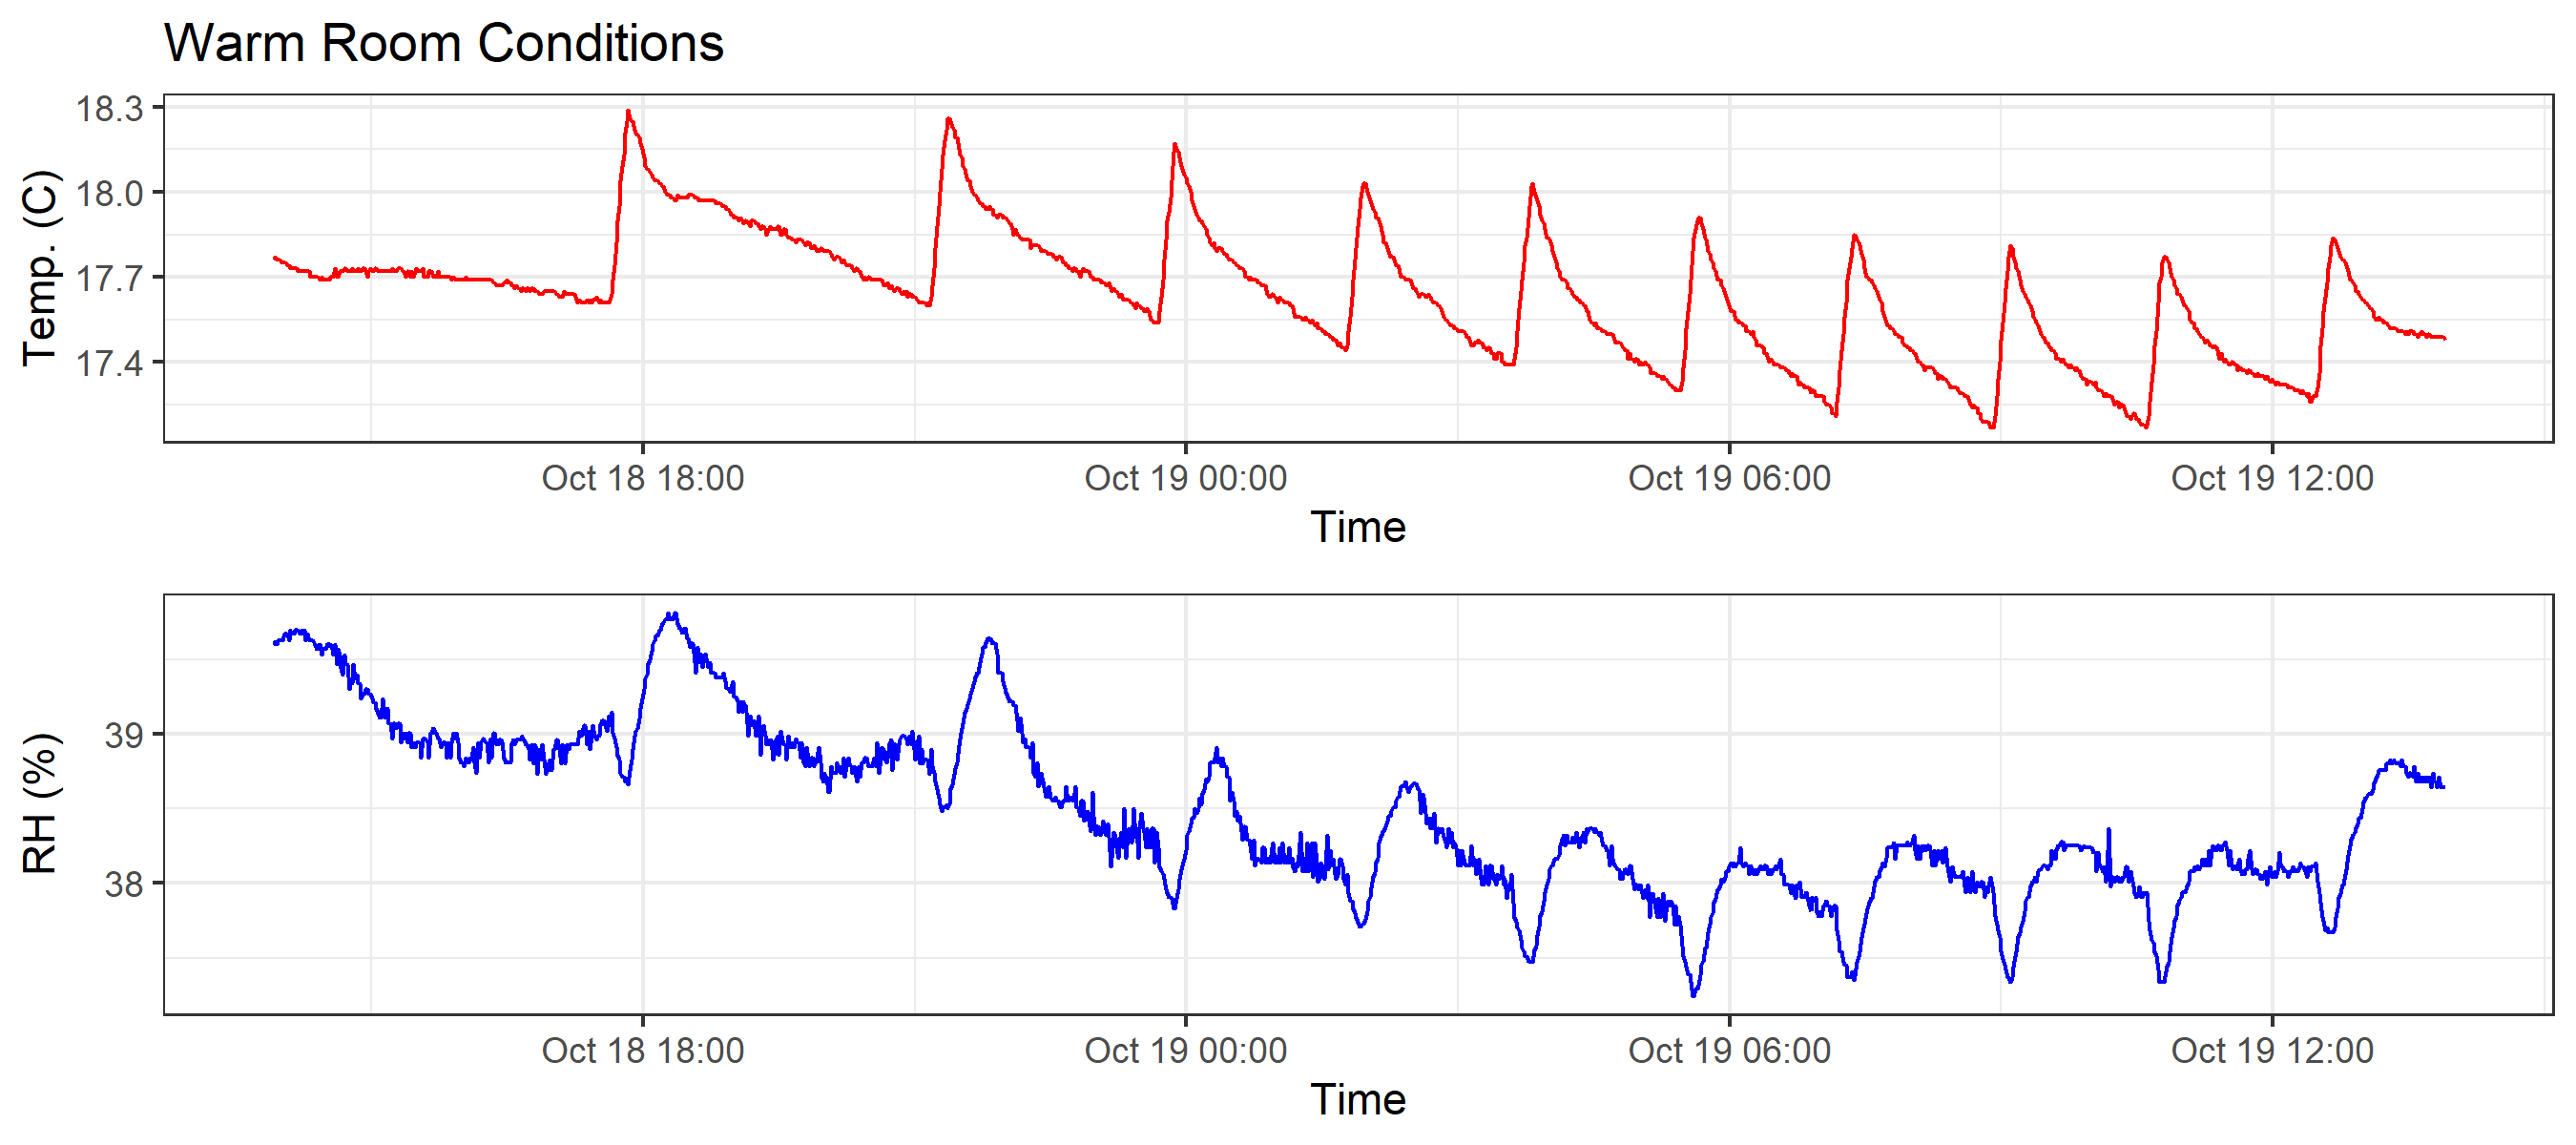 Warm Room Conditions
Temp. (C)
18.3
18.0
17.7
17.4
Oct 18 18:00 Oct 19 00:00 Oct 19 06:00 Oct 19 12:00
Time
RH (%)
39
38
Oct 18 18:00 Oct 19 00:00 Oct 19 06:00 Oct 19 12:00
Time